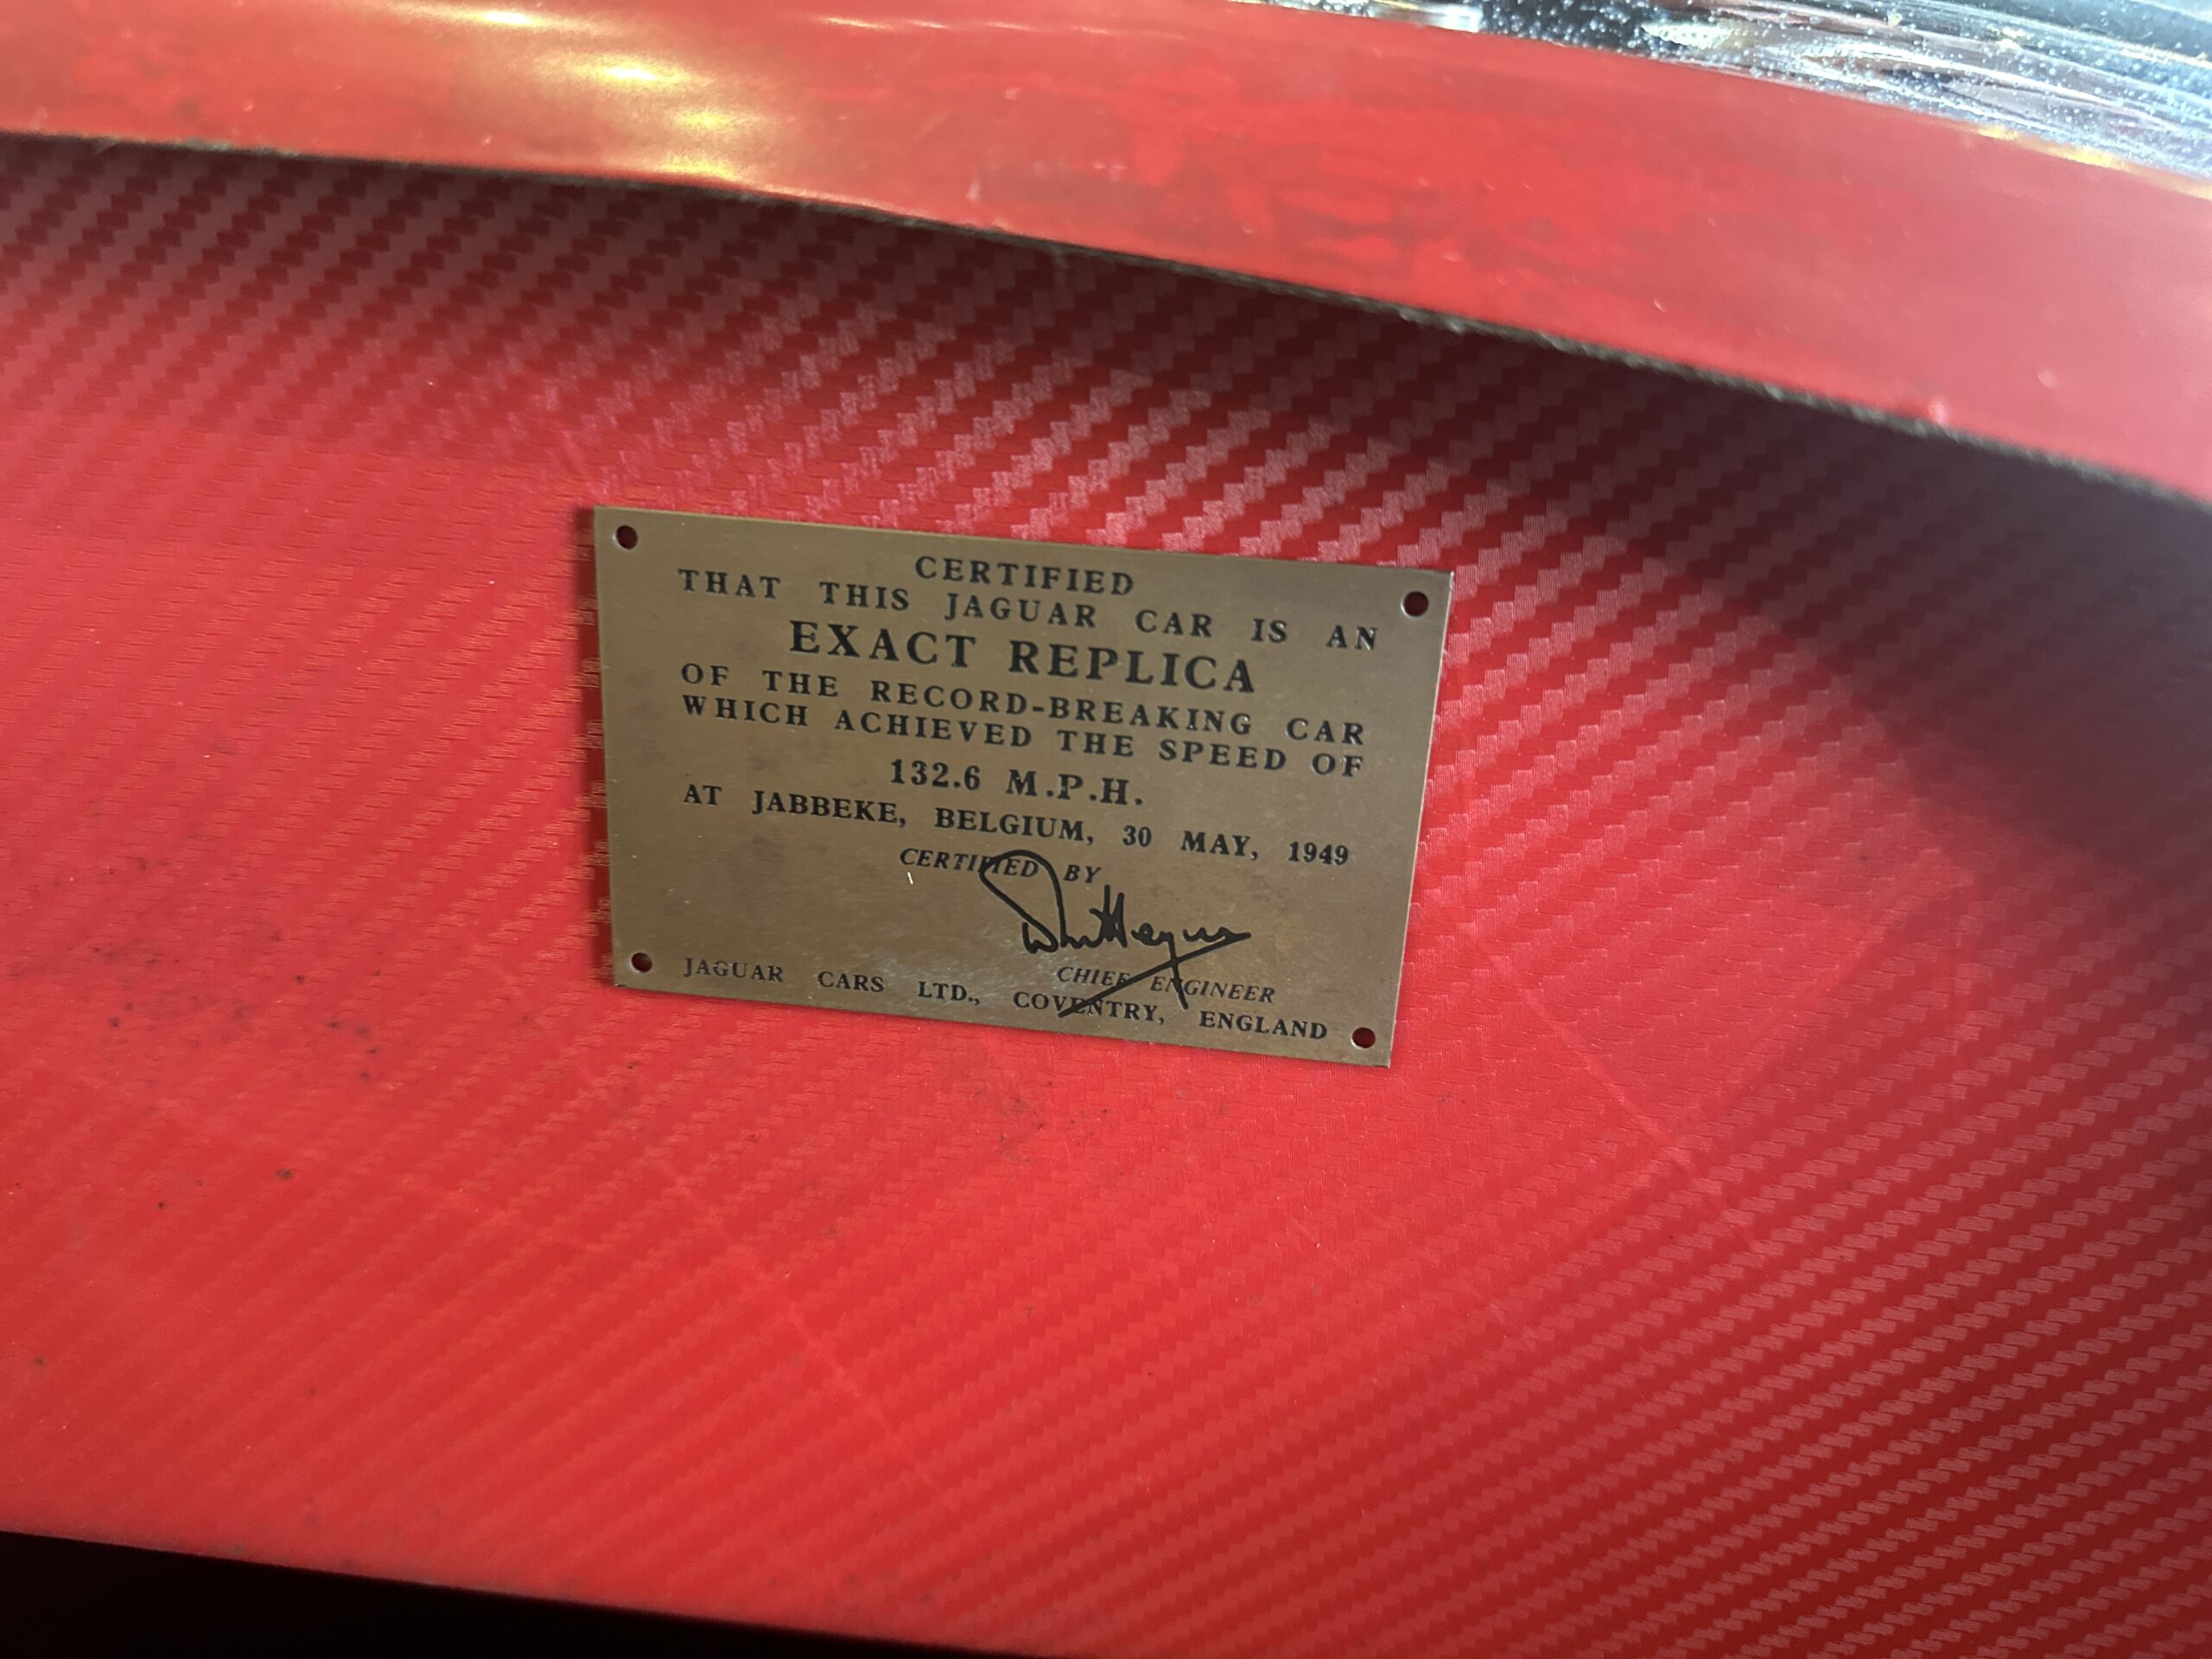 CERTIFIED
THAT THIS JAGUAR CAR IS AN
EXACT REPLICA
OF THE RECORD-BREAKING CAR
WHICH ACHIEVED THE SPEED OF
132.6 M.P.H.
AT JABBEKE, BELGIUM, 30 MAY, 1949
CERTIFIED BY
CHIEF ENGINEER
JAGUAR CARS LTD., COVENTRY, ENGLAND